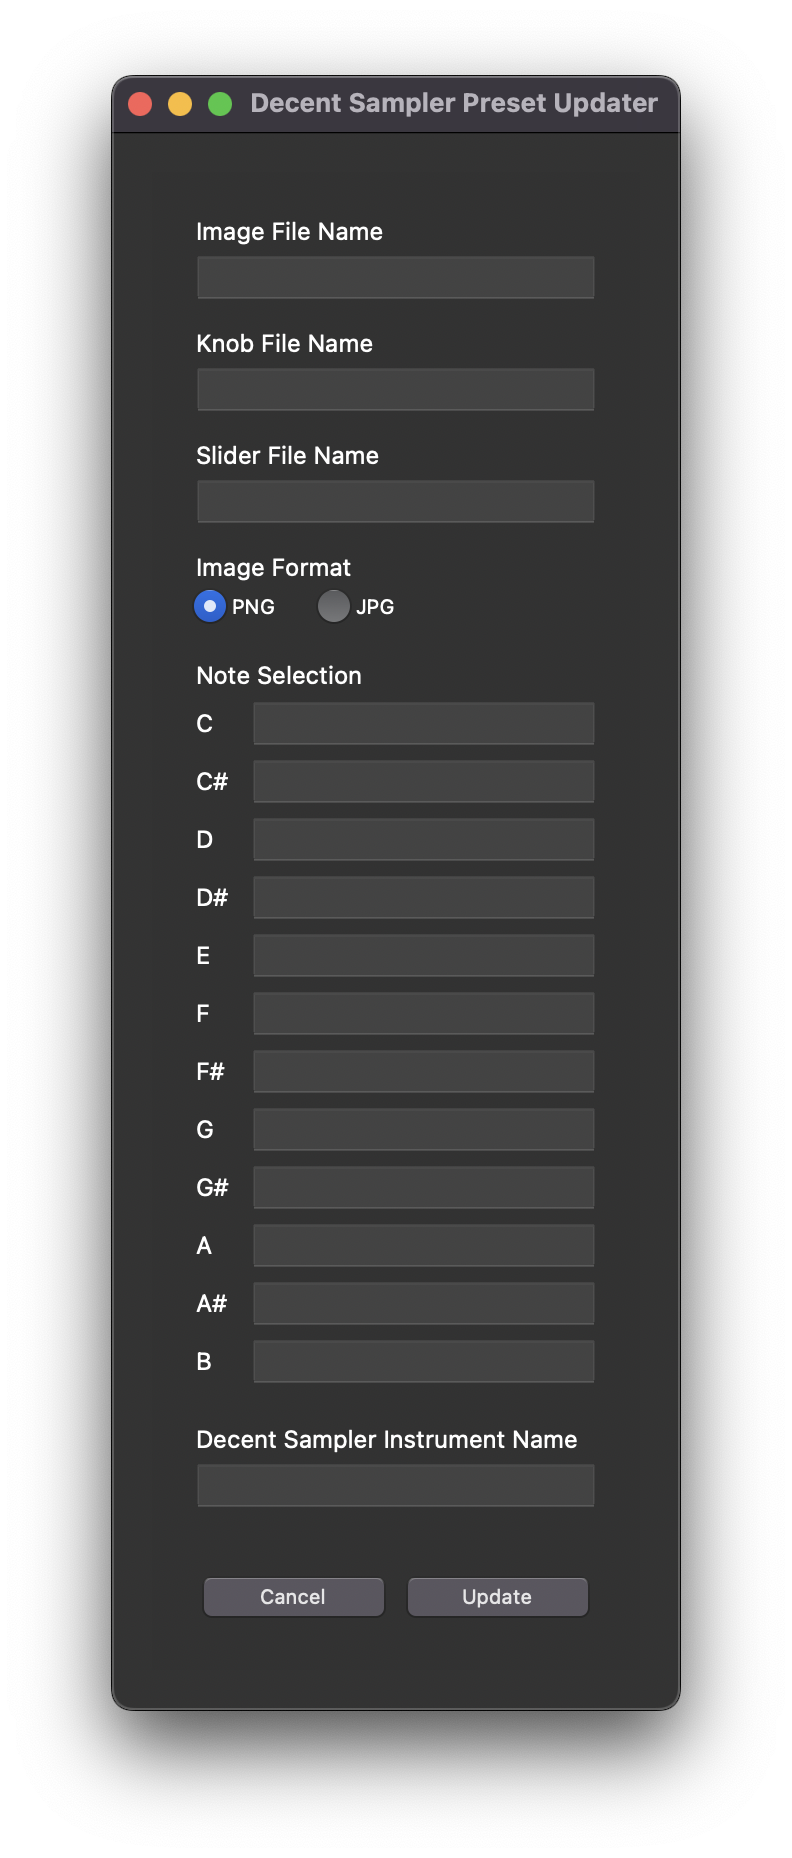 Decent Sampler Preset Updater
Image File Name
Knob File Name
Slider File Name
Image Format
PNG JPG
Note Selection
C
C#
D
D#
E
F
F#
G
G#
A
A#
B
Decent Sampler Instrument Name
Cancel Update